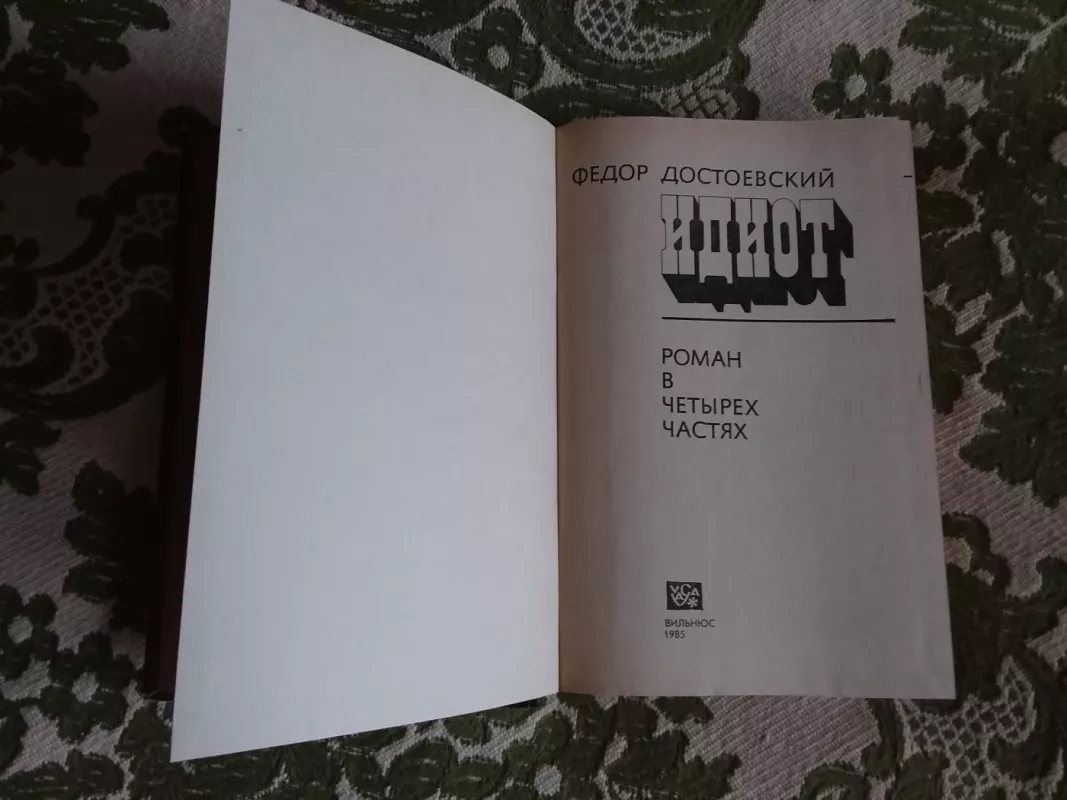 ФЕДОР ДОСТОЕВСКИЙ
ИДИОТ
РОМАН
В
ЧЕТЫРЕХ
ЧАСТЯХ
ВИЛЬНЮС
1985